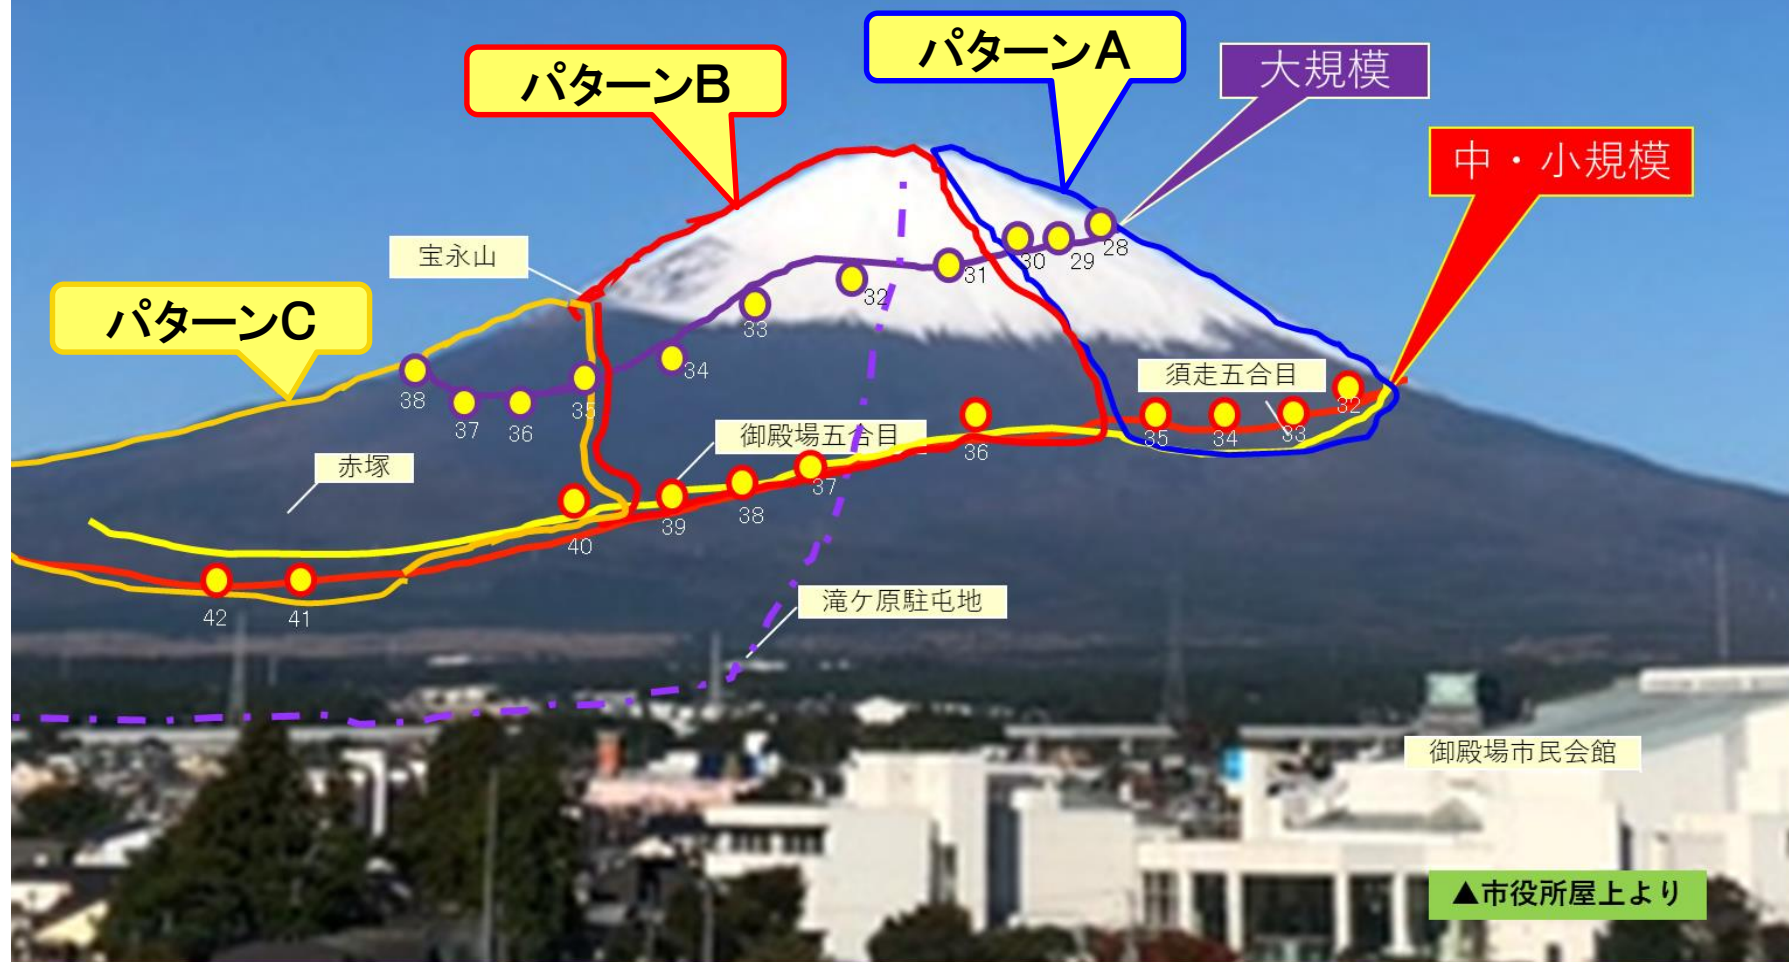 パターンA
パターンB
大規模
中・小規模
宝永山
パターンC
28
29
30
31
32
33
34
35
36
37
38
須走五合目
32
33
34
35
36
御殿場五合目
37
38
39
40
赤塚
41
42
滝ケ原駐屯地
御殿場市民会館
▲市役所屋上より